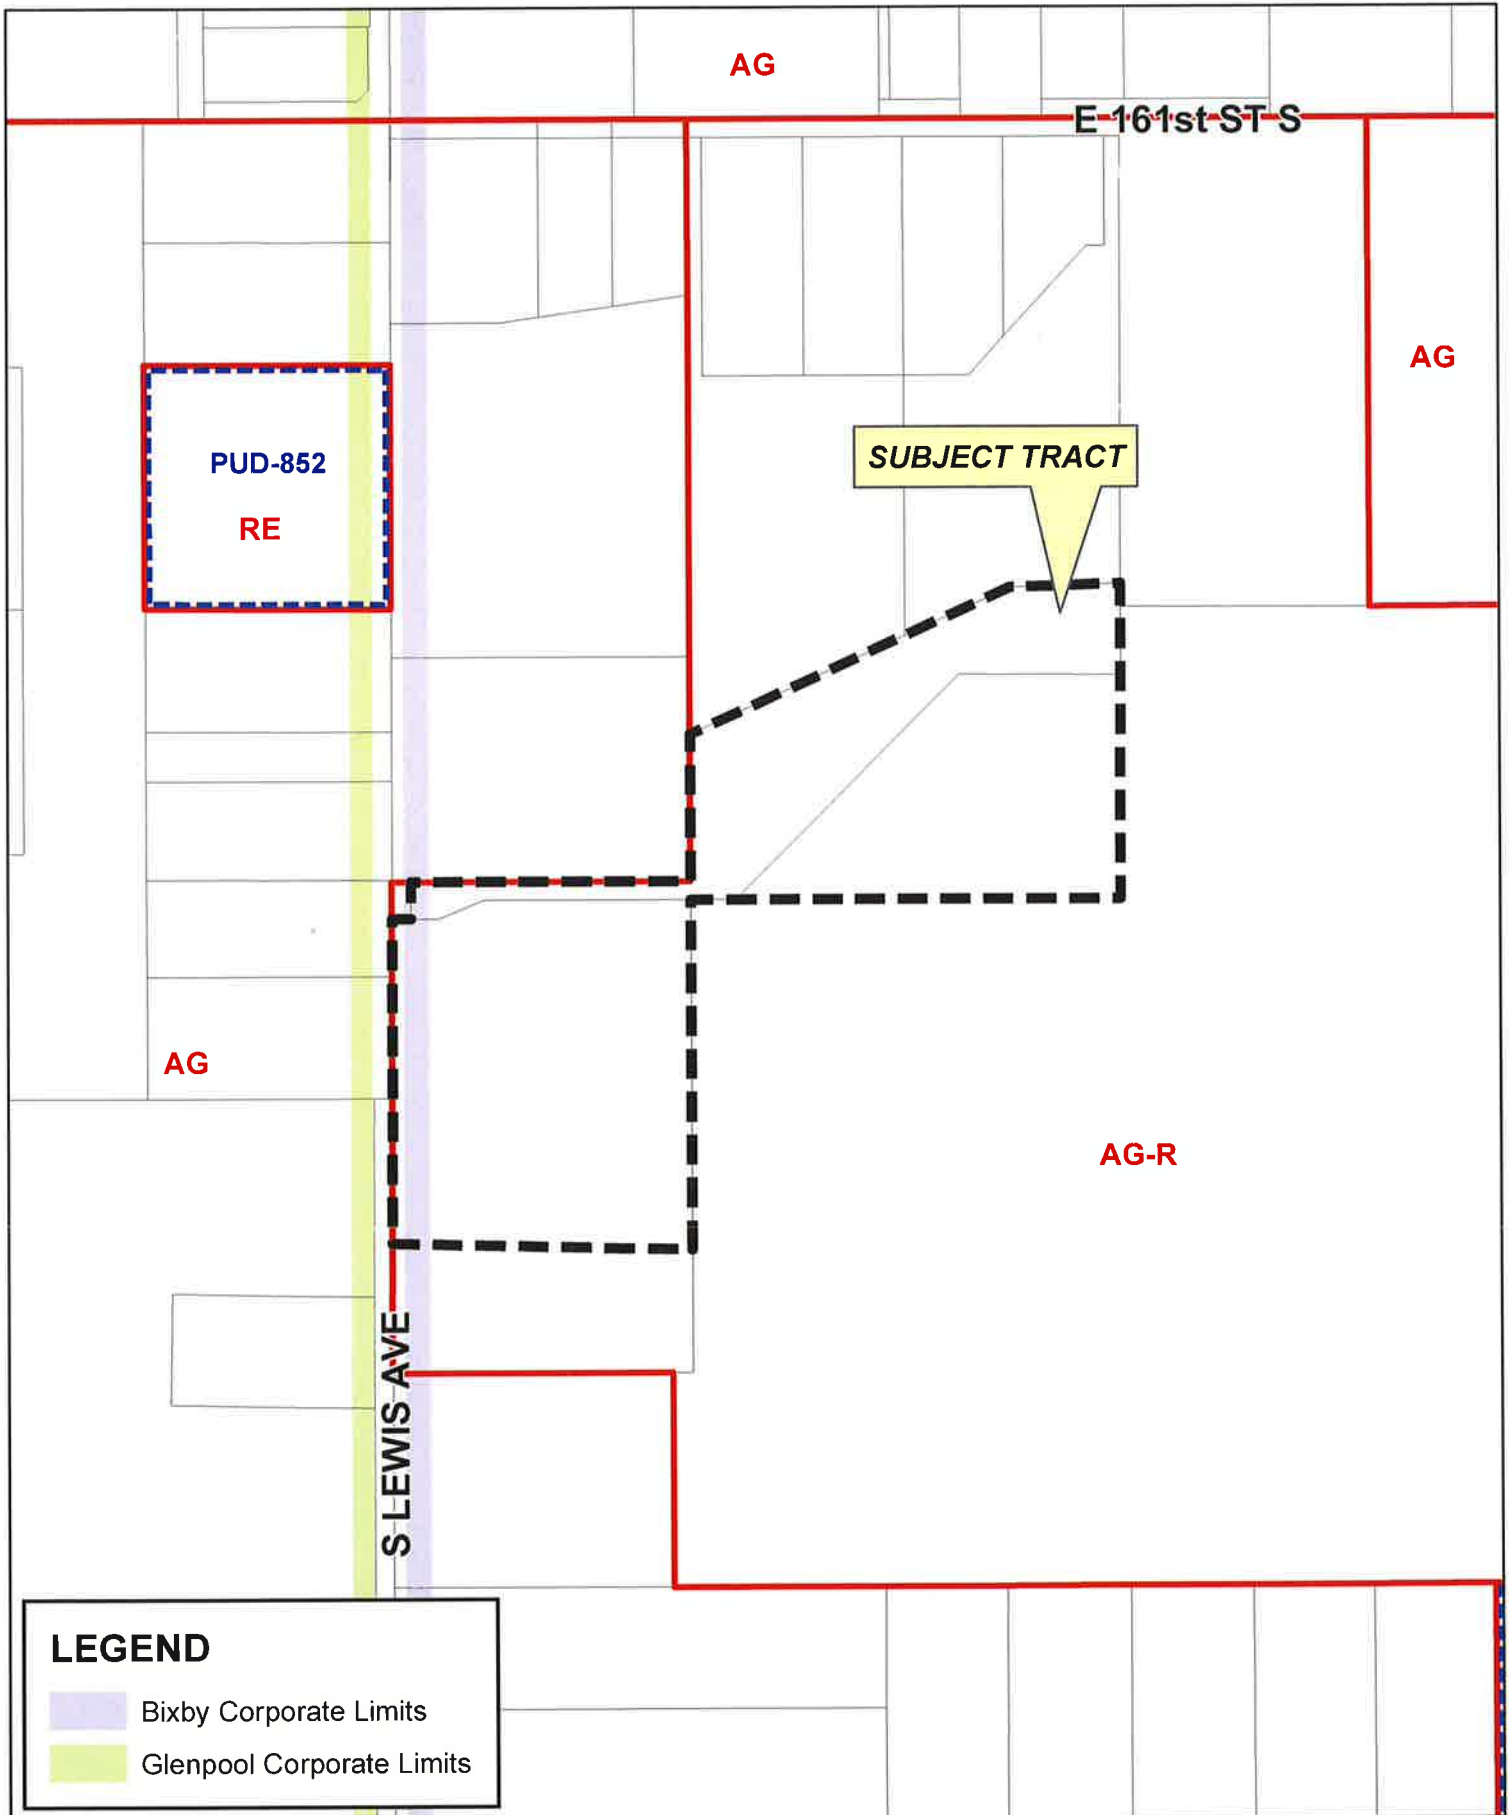 AG
E 161st ST S
AG
SUBJECT TRACT
PUD-852
RE
AG
AG-R
S LEWIS AVE
LEGEND
Bixby Corporate Limits
Glenpool Corporate Limits